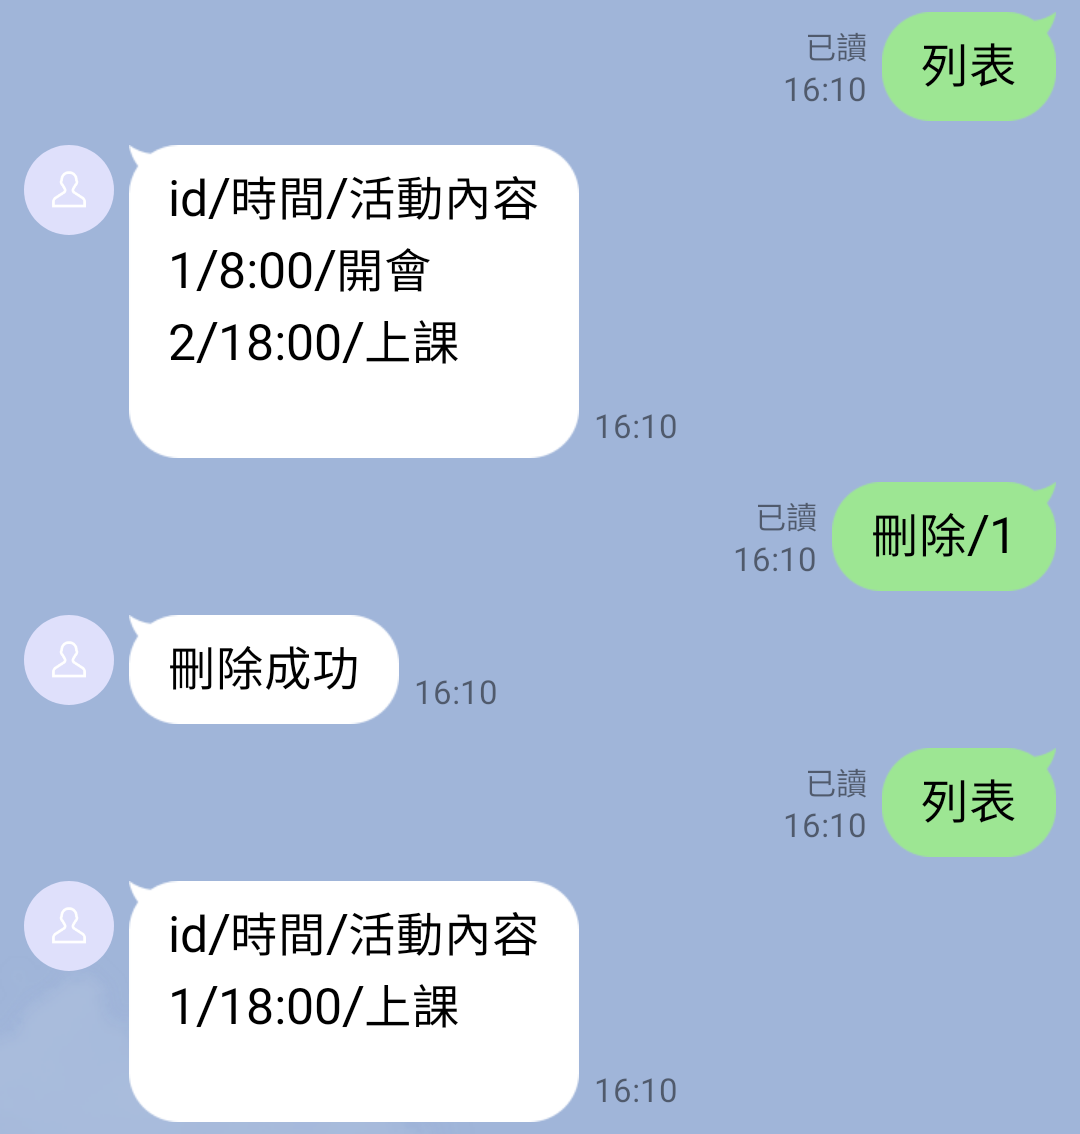 已讀
16:10
列表
id/時間/活動內容
1/8:00/開會
2/18:00/上課
16:10
已讀
16:10
刪除/1
刪除成功
16:10
已讀
16:10
列表
id/時間/活動內容
1/18:00/上課
16:10